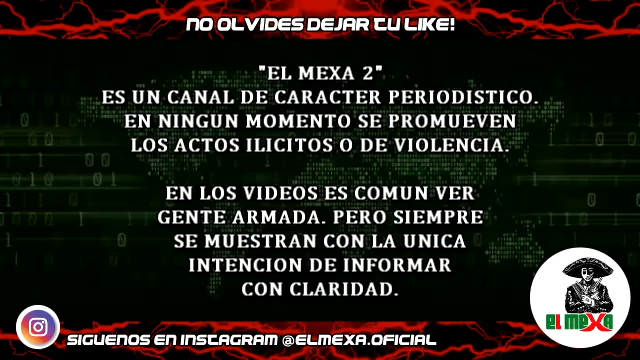 NO OLVIDES DEJAR TU LIKE!
"EL MEXA 2"
ES UN CANAL DE CARACTER PERIODISTICO.
EN NINGUN MOMENTO SE PROMUEVEN
LOS ACTOS ILICITOS O DE VIOLENCIA.
EN LOS VIDEOS ES COMUN VER
GENTE ARMADA. PERO SIEMPRE
SE MUESTRAN CON LA UNICA
INTENCION DE INFORMAR
CON CLARIDAD.
EL MEXA
SIGUENOS EN INSTAGRAM @ELMEXA.OFICIAL